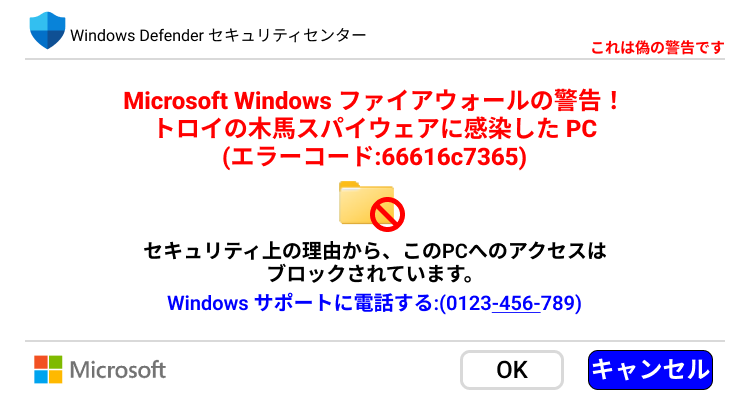 Windows Defender セキュリティセンター
これは偽の警告です
Microsoft Windows ファイアウォールの警告！
トロイの木馬スパイウェアに感染した PC
(エラーコード:66616c7365)
セキュリティ上の理由から、このPCへのアクセスは
ブロックされています。
Windows サポートに電話する:(0123-456-789)
Microsoft
OK
キャンセル